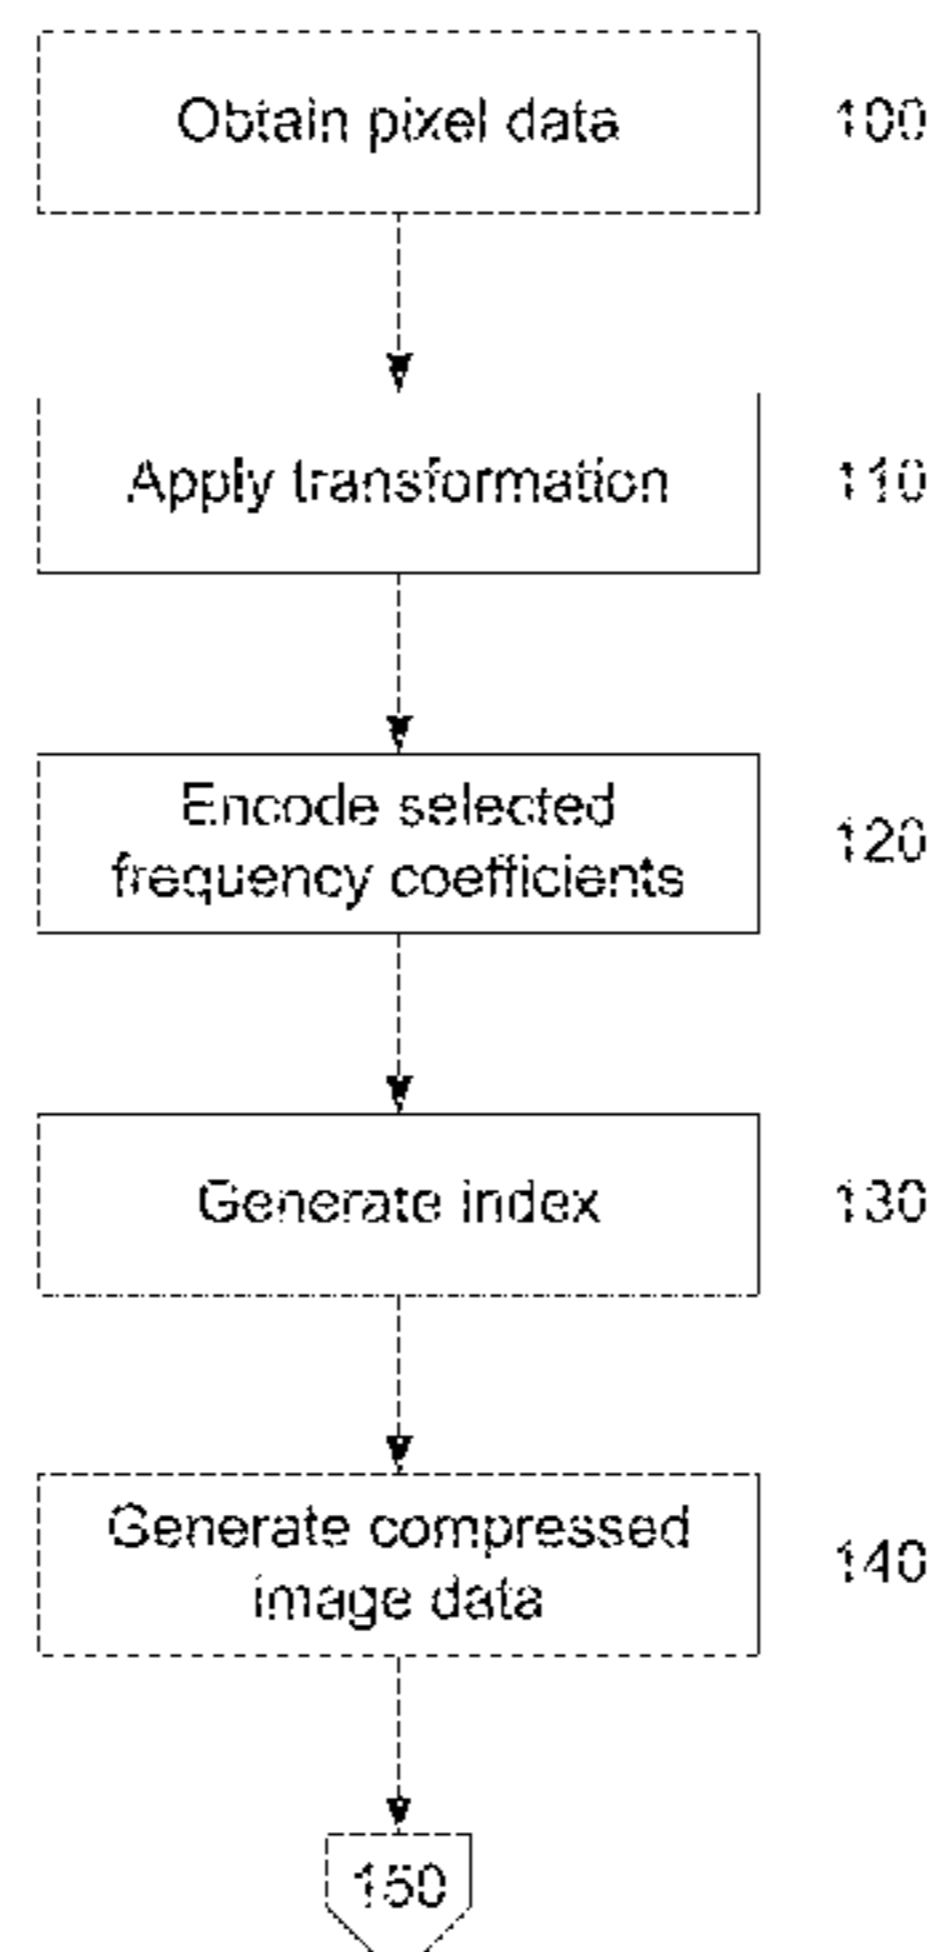 Obtain pixel data 100
Apply transformation 110
Encode selected
frequency coefficients 120
Generate index 130
Generate compressed
image data 140
150